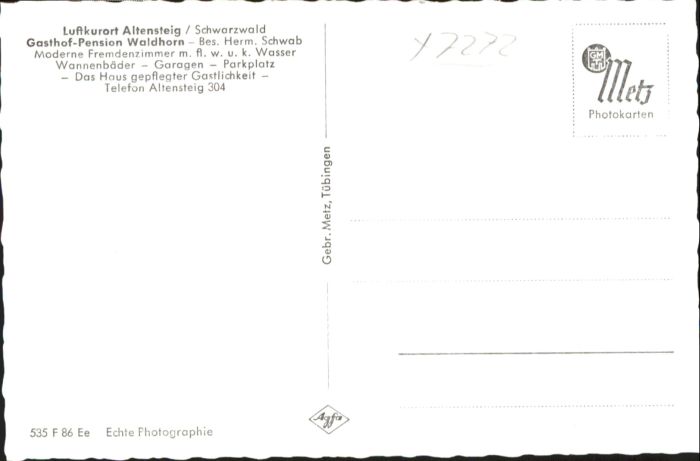 Luftkurort Altensteig / Schwarzwald
Gasthof-Pension Waldhorn – Bes. Herm. Schwab
Moderne Fremdenzimmer m. fl. w. u. k. Wasser
Wannenbäder – Garagen – Parkplatz
– Das Haus gepflegter Gastlichkeit –
Telefon Altensteig 304
Y7272
GM
Metz
Photokarten
Gebr. Metz, Tübingen
Agfa
535 F 86 Ee Echte Photographie